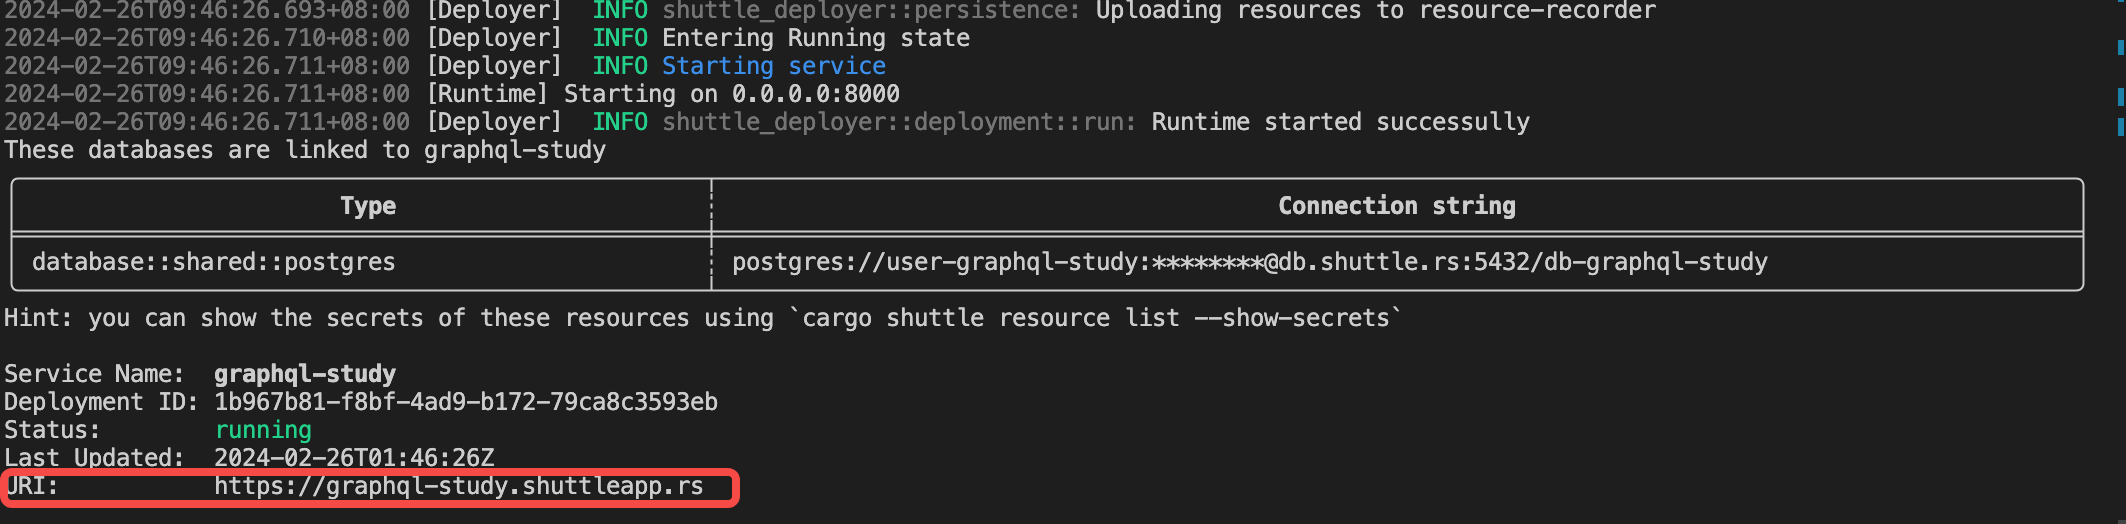 2024-02-26T09:46:26.693+08:00 [Deployer]  INFO shuttle_deployer::persistence: Uploading resources to resource-recorder
2024-02-26T09:46:26.710+08:00 [Deployer]  INFO Entering Running state
2024-02-26T09:46:26.711+08:00 [Deployer]  INFO Starting service
2024-02-26T09:46:26.711+08:00 [Runtime] Starting on 0.0.0.0:8000
2024-02-26T09:46:26.711+08:00 [Deployer]  INFO shuttle_deployer::deployment::run: Runtime started successully
These databases are linked to graphql-study
Type Connection string
database::shared::postgres postgres://user-graphql-study:********@db.shuttle.rs:5432/db-graphql-study
Hint: you can show the secrets of these resources using `cargo shuttle resource list --show-secrets`
Service Name:  graphql-study
Deployment ID: 1b967b81-f8bf-4ad9-b172-79ca8c3593eb
Status:        running
Last Updated:  2024-02-26T01:46:26Z
URI:           https://graphql-study.shuttleapp.rs